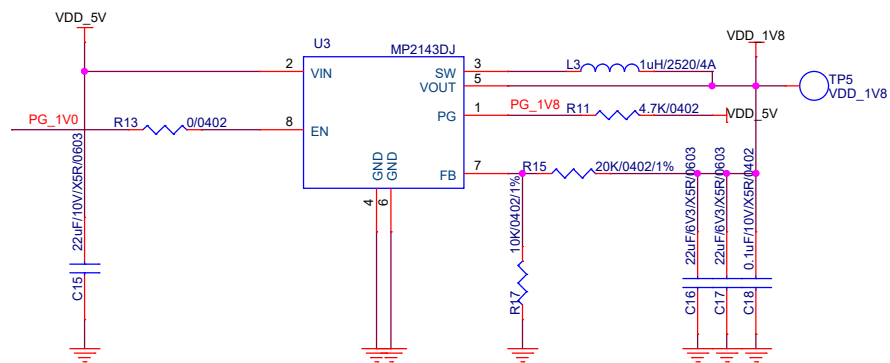 VDD_5V
VDD_1V8
U3
MP2143DJ
2
VIN
SW
3
L3
1uH/2520/4A
VOUT
5
TP5
VDD_1V8
PG
1
PG_1V8
R11
4.7K/0402
VDD_5V
PG_1V0
R13
0/0402
8
EN
GND
GND
FB
7
R15
20K/0402/1%
4
6
22uF/10V/X5R/0603
C15
10K/0402/1%
R17
22uF/6V3/X5R/0603
C16
22uF/6V3/X5R/0603
C17
0.1uF/10V/X5R/0402
C18